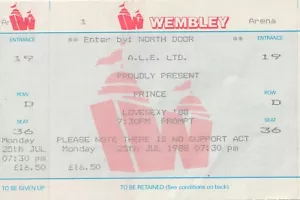 Ar
1
WEMBLEY
Arena
ENTRANCE
** Enter by: NORTH DOOR **
ENTRANCE
19
A.L.E. LTD.
19
PROUDLY PRESENT
ROW
PRINCE
ROW
D
D
LOVESEXY '88
SEAT
7:30PM PROMPT
SEAT
36
36
PLEASE NOTE THERE IS NO SUPPORT ACT
Monday
25th JUL
Monday 25th JUL 1988 07:30 pm
07:30 pm
£16.50
£16.50
TO BE GIVEN UP
TO BE RETAINED (See conditions on back)